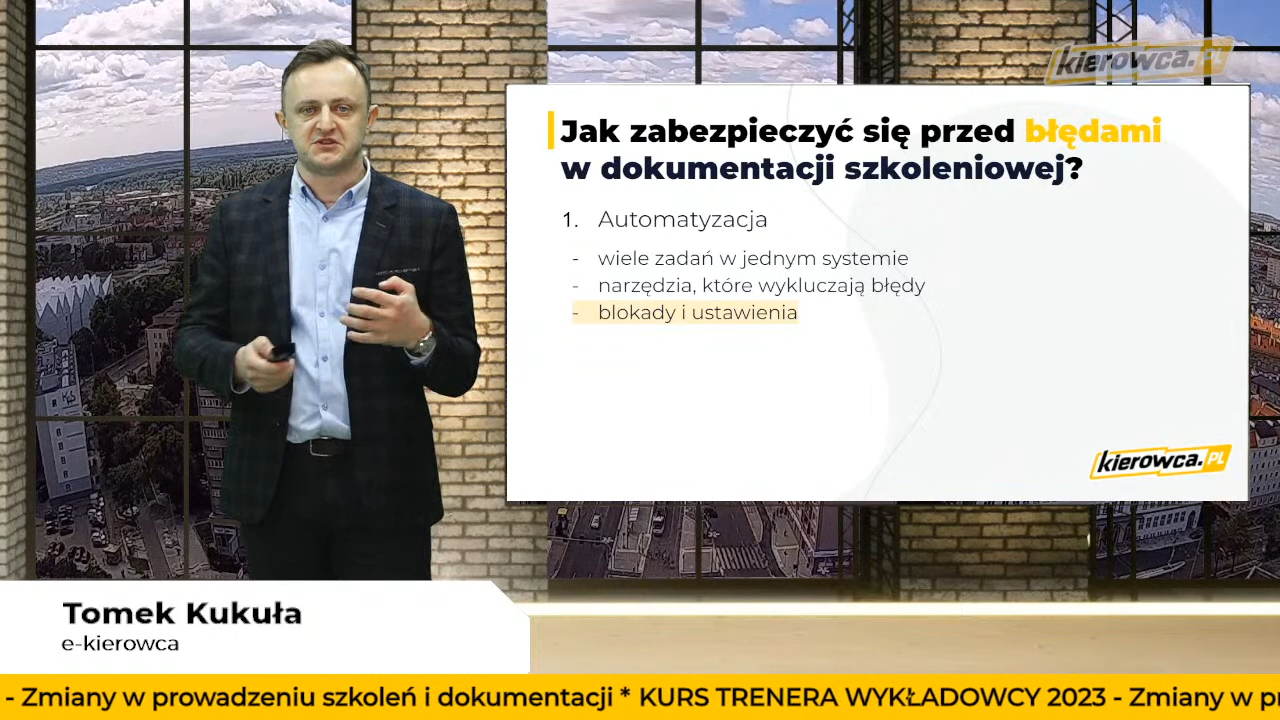 kierowca.PL
Jak zabezpieczyć się przed błędami
w dokumentacji szkoleniowej?
1. Automatyzacja
- wiele zadań w jednym systemie
- narzędzia, które wykluczają błędy
- blokady i ustawienia
kierowca.PL
Tomek Kukuła
e-kierowca
- Zmiany w prowadzeniu szkoleń i dokumentacji * KURS TRENERA WYKŁADOWCY 2023 - Zmiany w